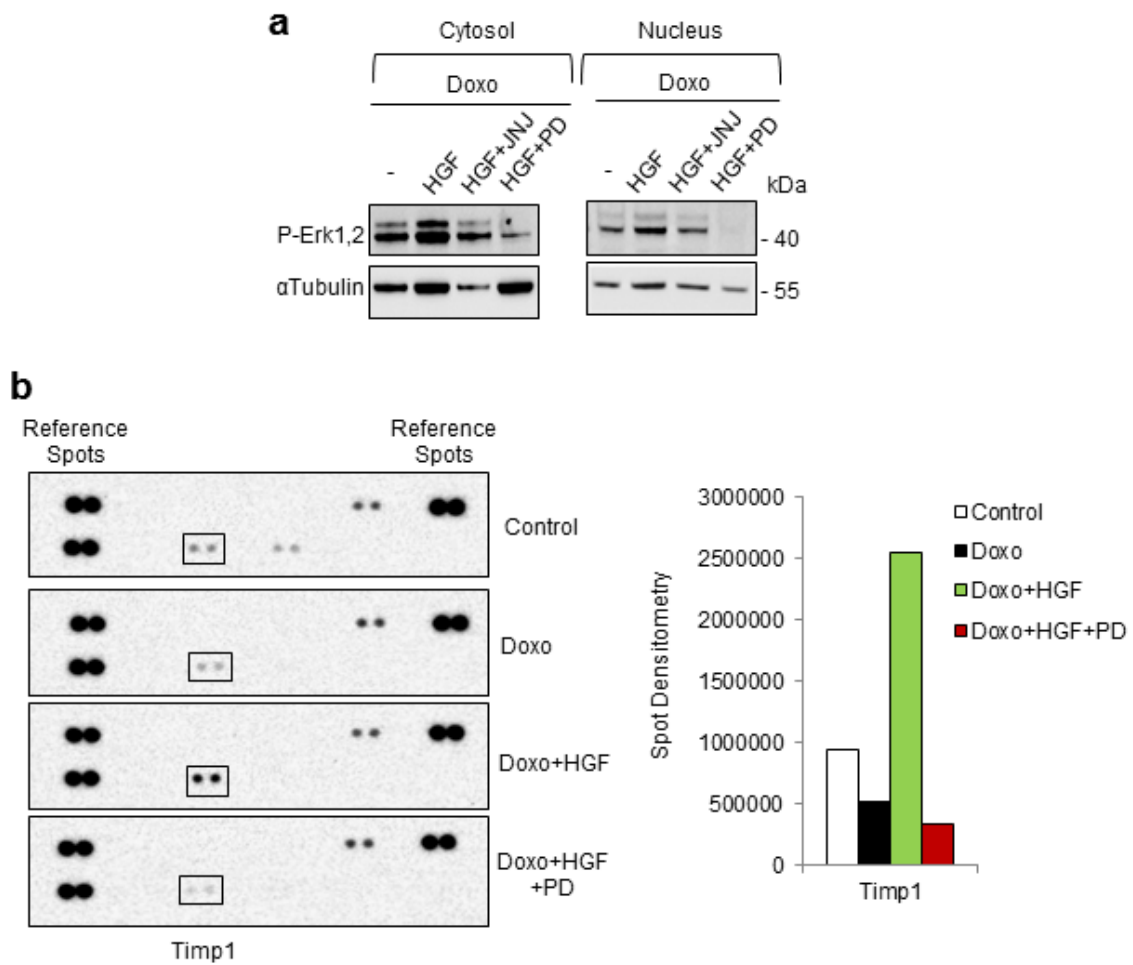 a
Cytosol
Nucleus
Doxo
Doxo
-
HGF
HGF+JNJ
HGF+PD
-
HGF
HGF+JNJ
HGF+PD
kDa
P-Erk1,2
- 40
αTubulin
- 55
b
Reference
Spots
Reference
Spots
Control
Doxo
Doxo+HGF
Doxo+HGF
+PD
Timp1
Spot Densitometry
3000000
2500000
2000000
1500000
1000000
500000
0
Timp1
Control
Doxo
Doxo+HGF
Doxo+HGF+PD